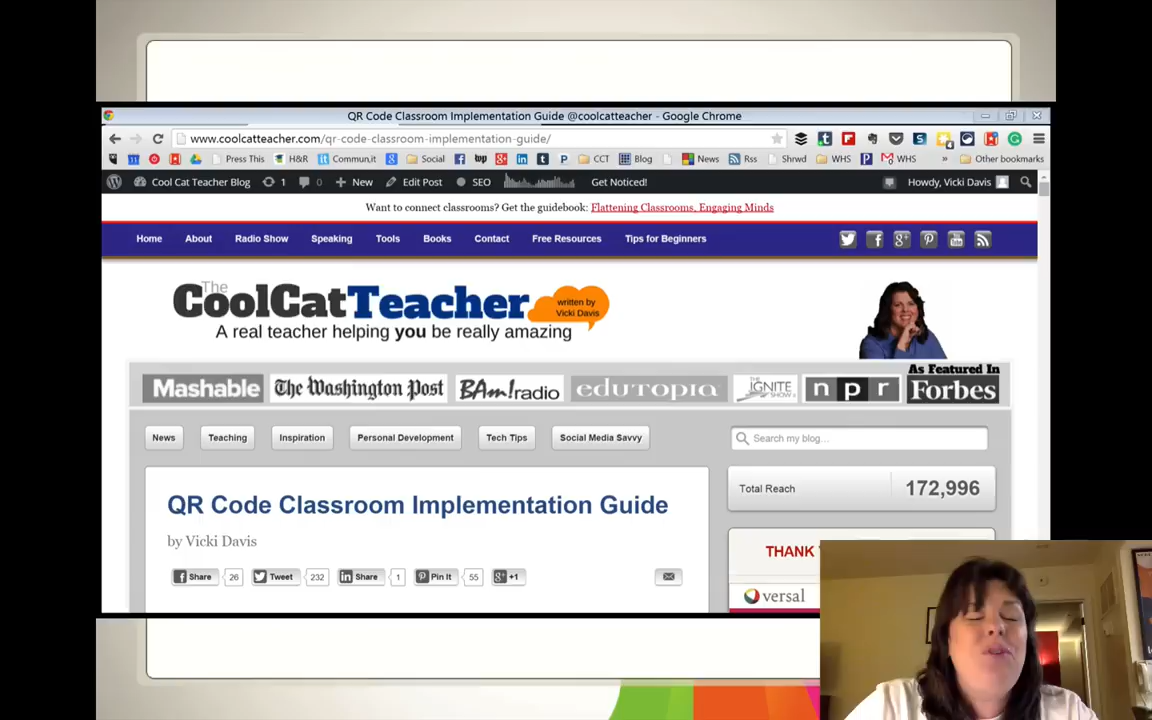 QR Code Classroom Implementation Guide @coolcatteacher - Google Chrome
www.coolcatteacher.com/qr-code-classroom-implementation-guide/
Press This H&R Commun.it Social CCT Blog News Rss Shrwd WHS WHS » Other bookmarks
Cool Cat Teacher Blog 1 0 New Edit Post SEO Get Noticed! Howdy, Vicki Davis
Want to connect classrooms? Get the guidebook: Flattening Classrooms, Engaging Minds
Home About Radio Show Speaking Tools Books Contact Free Resources Tips for Beginners
The CoolCatTeacher
written by
Vicki Davis
A real teacher helping you be really amazing
As Featured In
Mashable The Washington Post BAm!radio edutopia THE IGNITE SHOW npr Forbes
News Teaching Inspiration Personal Development Tech Tips Social Media Savvy Search my blog...
Total Reach 172,996
QR Code Classroom Implementation Guide
by Vicki Davis
THANK
Share 26 Tweet 232 Share 1 Pin It 55 +1
versal